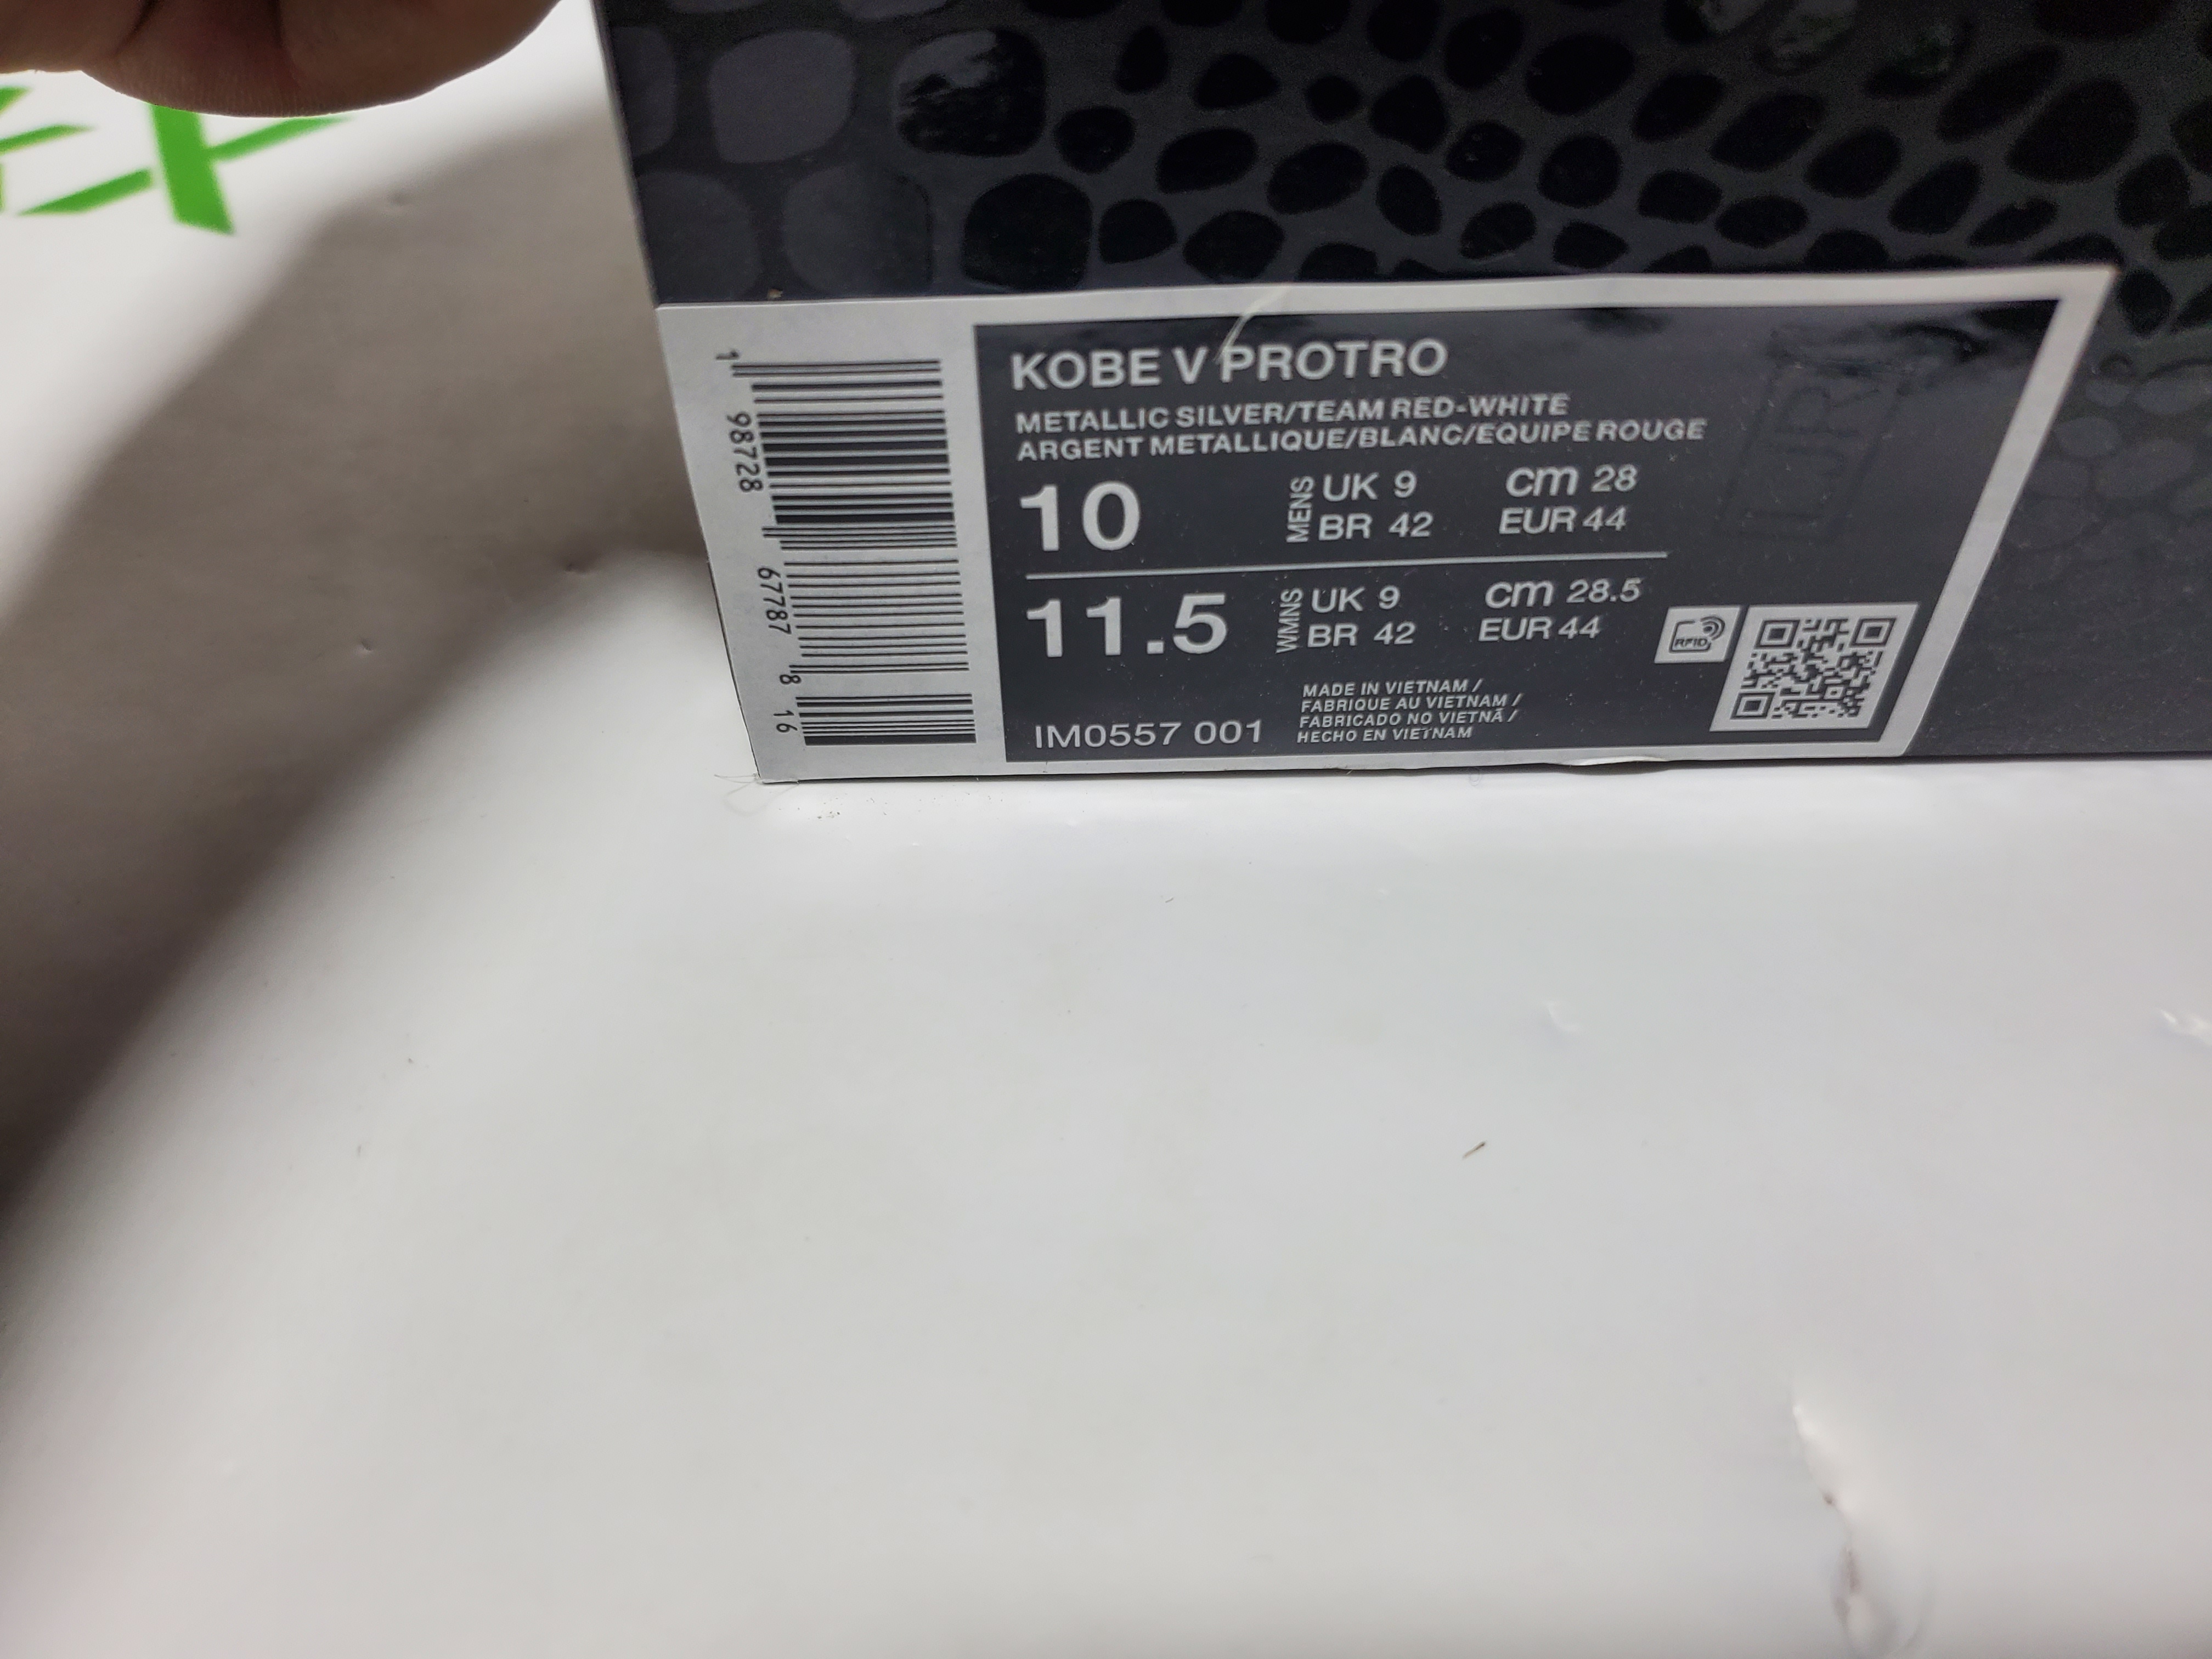 KOBE V PROTRO
METALLIC SILVER/TEAM RED-WHITE
ARGENT METALLIQUE/BLANC/EQUIPE ROUGE
10 MENS UK 9 cm 28
BR 42 EUR 44
11.5 WMNS UK 9 cm 28.5
BR 42 EUR 44
RFID
MADE IN VIETNAM /
FABRIQUE AU VIETNAM /
FABRICADO NO VIETNÃ /
HECHO EN VIETNAM
IM0557 001
1 98728 67787 8 16